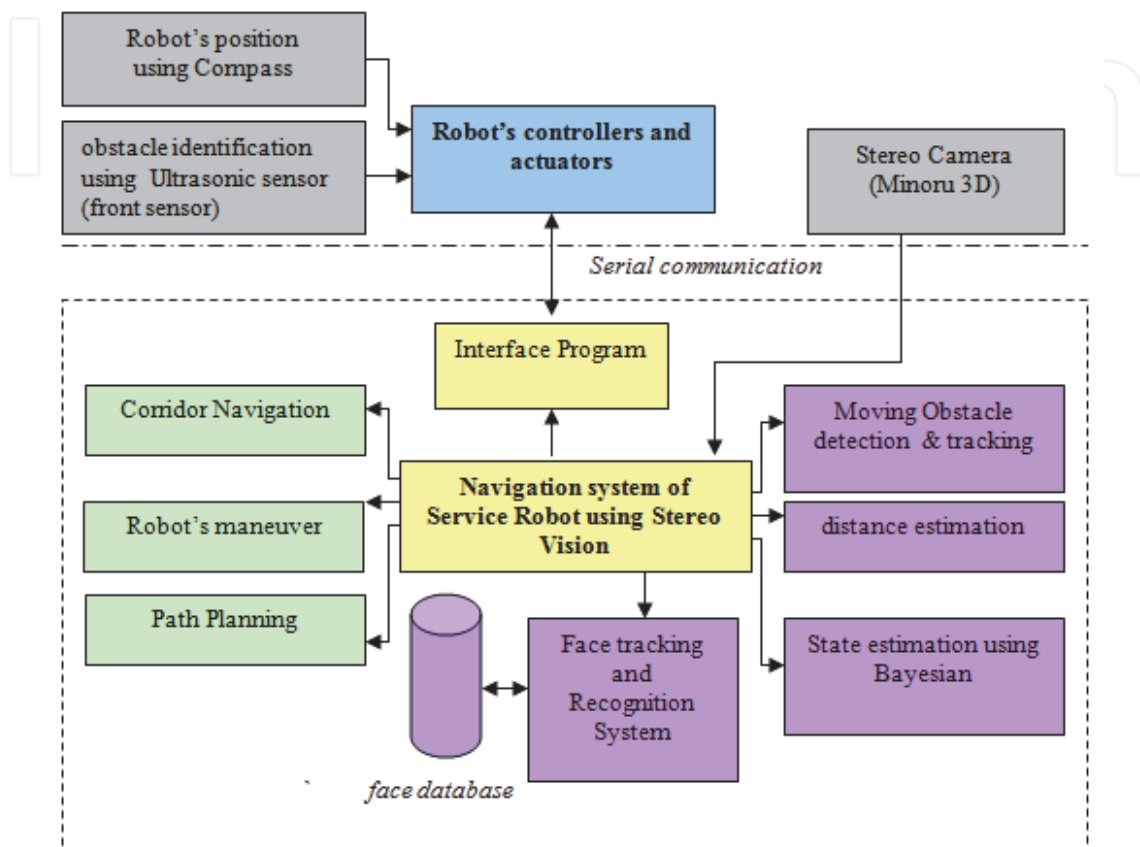 Robot's position
using Compass
obstacle identification
using Ultrasonic sensor
(front sensor)
Robot's controllers and
actuators
Stereo Camera
(Minoru 3D)
Serial communication
Interface Program
Corridor Navigation
Robot's maneuver
Path Planning
Navigation system of
Service Robot using Stereo
Vision
Moving Obstacle
detection & tracking
distance estimation
State estimation using
Bayesian
Face tracking
and
Recognition
System
` face database